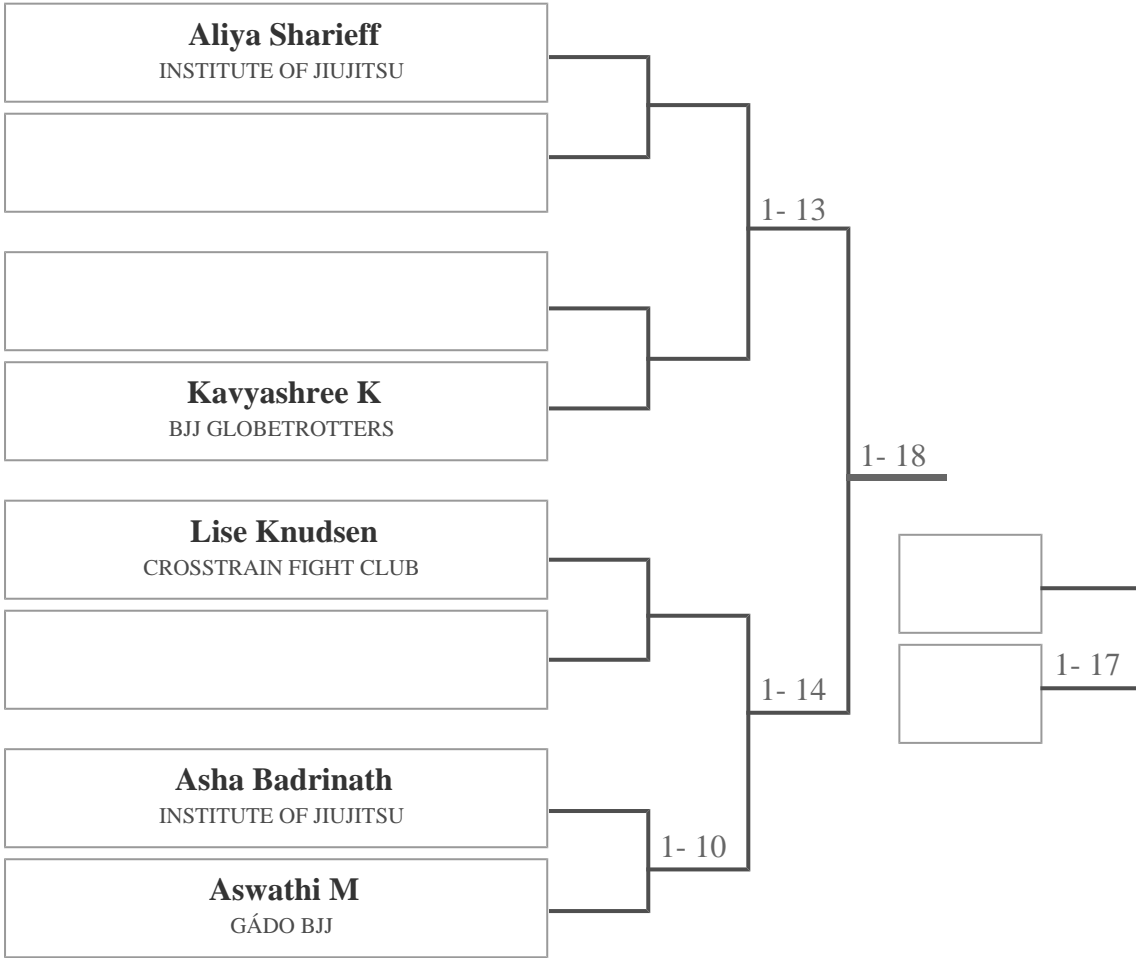 Aliya Sharieff
INSTITUTE OF JIUJITSU
1- 13
Kavyashree K
BJJ GLOBETROTTERS
1- 18
Lise Knudsen
CROSSTRAIN FIGHT CLUB
1- 17
1- 14
Asha Badrinath
INSTITUTE OF JIUJITSU
1- 10
Aswathi M
GÁDO BJJ